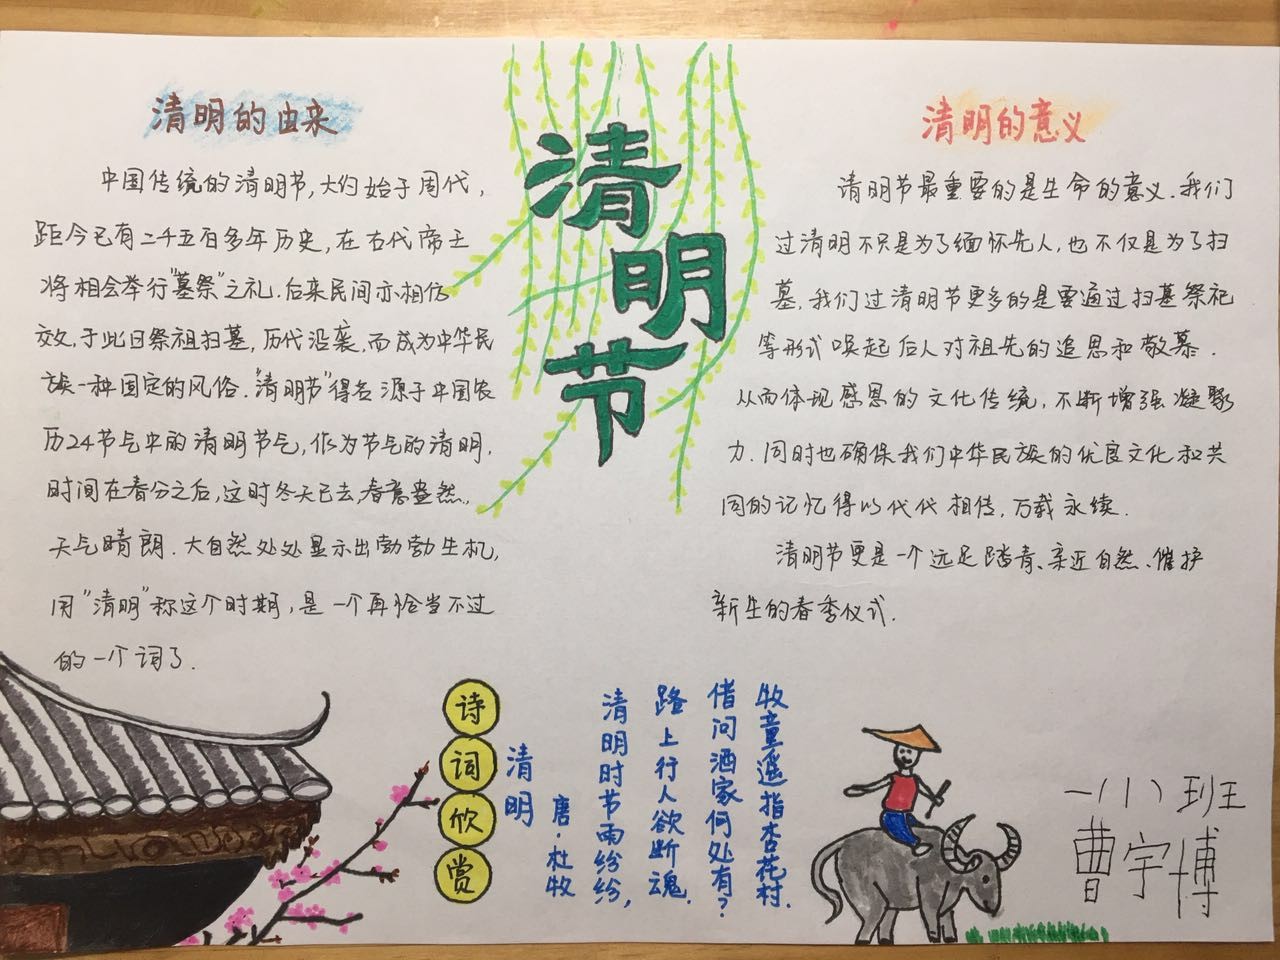 清明的由来
中国传统的清明节，大约始于周代，
距今已有二千五百多年历史，在古代帝王
将相会举行"墓祭"之礼．后来民间亦相仿
效，于此日祭祖扫墓，历代沿袭，而成为中华民
族一种固定的风俗．"清明节"得名源于中国农
历24节气中的清明节气，作为节气的清明，
时间在春分之后，这时冬天已去，春意盎然，
天气晴朗．大自然处处显示出勃勃生机，
用"清明"称这个时期，是一个再恰当不过
的一个词了．
清明节
清明的意义
清明节最重要的是生命的意义．我们
过清明不只是为了缅怀先人，也不仅是为了扫
墓，我们过清明节更多的是要通过扫墓祭祀
等形式唤起后人对祖先的追思和敬慕．
从而体现感恩的文化传统，不断增强凝聚
力．同时也确保我们中华民族的优良文化和共
同的记忆得以代代相传，万载永续．
清明节更是一个远足踏青、亲近自然、催护
新生的春季仪式．
诗词欣赏
清明
唐·杜牧
清明时节雨纷纷，
路上行人欲断魂．
借问酒家何处有？
牧童遥指杏花村．
一（11）班
曹宇博